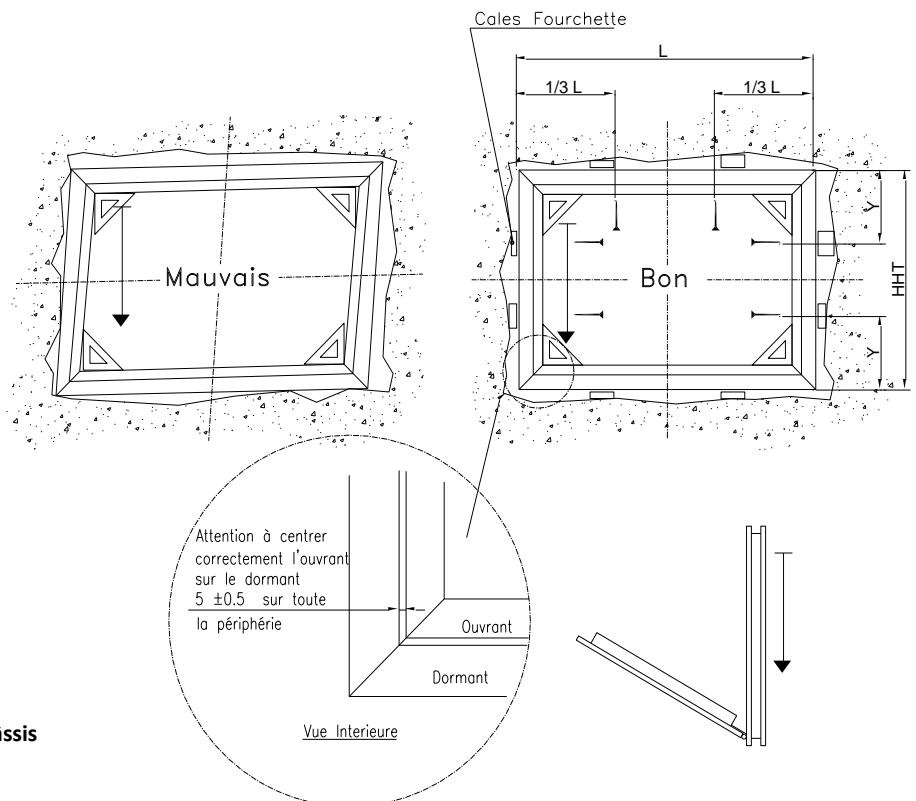 Cales Fourchette
L
1/3 L
1/3 L
Y
HHT
Y
Mauvais
Bon
Attention à centrer
correctement l'ouvrant
sur le dormant
5 ±0.5 sur toute
la périphérie
Ouvrant
Dormant
Vue Interieure